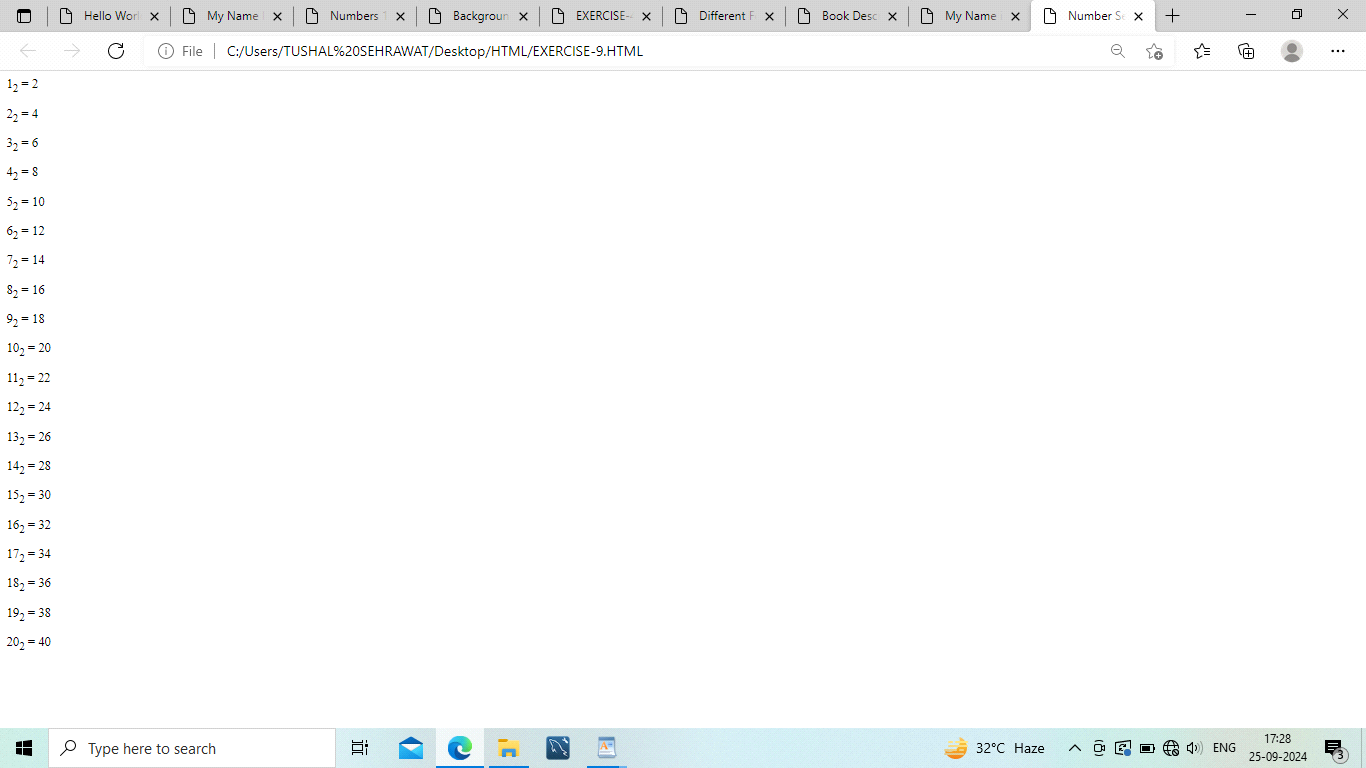 Hello Worl
My Name
Numbers T
Backgroun
EXERCISE-
Different F
Book Desc
My Name
Number Se
File
C:/Users/TUSHAL%20SEHRAWAT/Desktop/HTML/EXERCISE-9.HTML
1₂ = 2
2₂ = 4
3₂ = 6
4₂ = 8
5₂ = 10
6₂ = 12
7₂ = 14
8₂ = 16
9₂ = 18
10₂ = 20
11₂ = 22
12₂ = 24
13₂ = 26
14₂ = 28
15₂ = 30
16₂ = 32
17₂ = 34
18₂ = 36
19₂ = 38
20₂ = 40
Type here to search
32°C Haze
ENG
17:28
25-09-2024
3